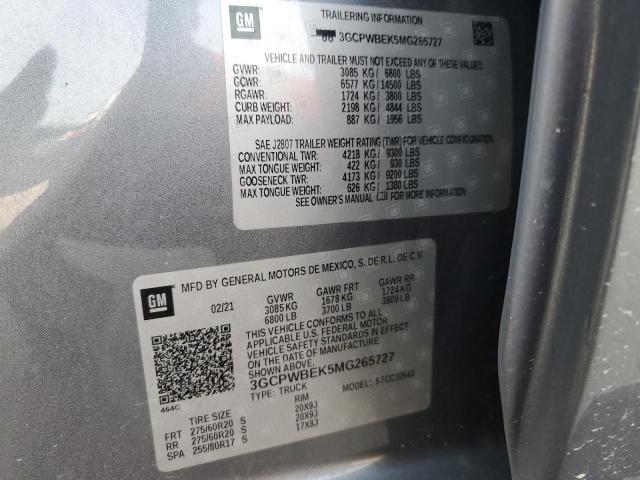 GM
TRAILERING INFORMATION
3GCPWBEK5MG265727
VEHICLE AND TRAILER MUST NOT EXCEED ANY OF THESE VALUES.
GVWR: 3085 KG/ 6800 LBS
GCWR: 6577 KG/14500 LBS
RGAWR: 1724 KG/ 3800 LBS
CURB WEIGHT: 2198 KG/ 4844 LBS
MAX PAYLOAD: 887 KG/ 1956 LBS
SAE J2807 TRAILER WEIGHT RATING (TWR) FOR VEHICLE CONFIGURATION.
CONVENTIONAL TWR: 4218 KG/ 9300 LBS
MAX TONGUE WEIGHT: 422 KG/ 930 LBS
GOOSENECK TWR: 4173 KG/ 9200 LBS
MAX TONGUE WEIGHT: 626 KG/ 1380 LBS
SEE OWNER'S MANUAL FOR ADDITIONAL INFORMATION.
GM
MFD BY GENERAL MOTORS DE MEXICO, S. DE R.L. DE C.V.
02/21 GVWR GAWR FRT GAWR RR
3085 KG 1678 KG 1724 KG
6800 LB 3700 LB 3800 LB
THIS VEHICLE CONFORMS TO ALL
APPLICABLE U.S. FEDERAL MOTOR
VEHICLE SAFETY STANDARDS IN EFFECT
ON THE DATE OF MANUFACTURE
SHOWN ABOVE.
3GCPWBEK5MG265727
464C TYPE: TRUCK MODEL: 57CC10543
TIRE SIZE RIM
FRT 275/60R20 S 20X9J
RR 275/60R20 S 20X9J
SPA 255/80R17 S 17X8J